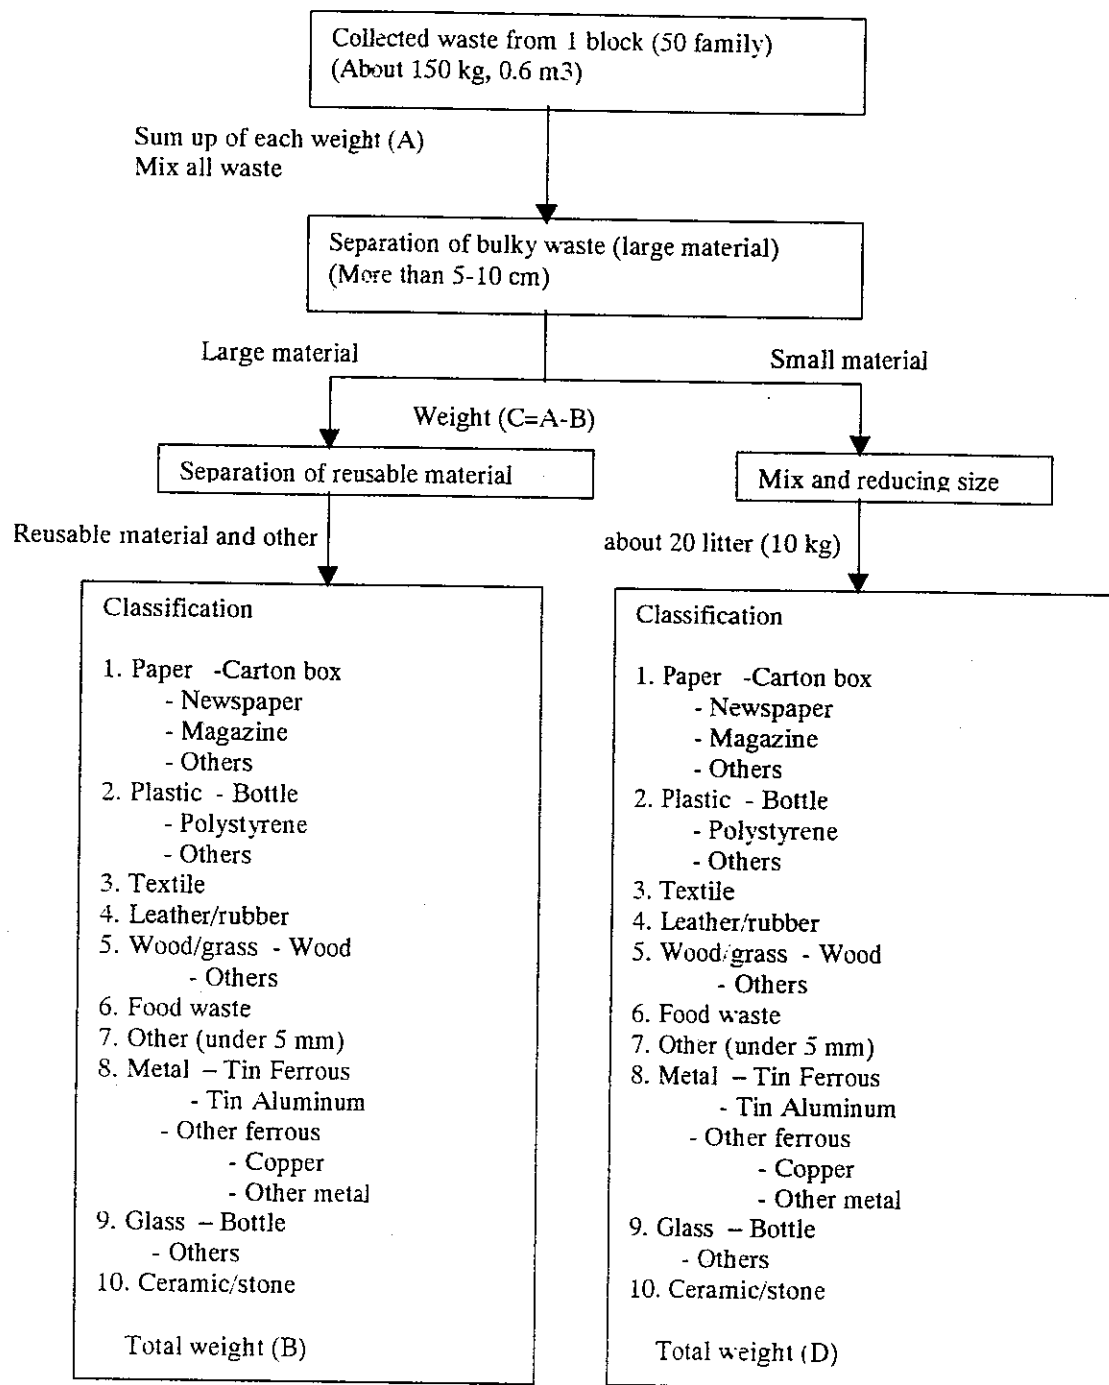 Collected waste from 1 block (50 family)
(About 150 kg, 0.6 m3)
Sum up of each weight (A)
Mix all waste
Separation of bulky waste (large material)
(More than 5-10 cm)
Large material
Small material
Weight (C=A-B)
Separation of reusable material
Mix and reducing size
Reusable material and other
about 20 litter (10 kg)
Classification
1. Paper -Carton box
- Newspaper
- Magazine
- Others
2. Plastic - Bottle
- Polystyrene
- Others
3. Textile
4. Leather/rubber
5. Wood/grass - Wood
- Others
6. Food waste
7. Other (under 5 mm)
8. Metal – Tin Ferrous
- Tin Aluminum
- Other ferrous
- Copper
- Other metal
9. Glass – Bottle
- Others
10. Ceramic/stone
Total weight (B)
Classification
1. Paper -Carton box
- Newspaper
- Magazine
- Others
2. Plastic - Bottle
- Polystyrene
- Others
3. Textile
4. Leather/rubber
5. Wood/grass - Wood
- Others
6. Food waste
7. Other (under 5 mm)
8. Metal – Tin Ferrous
- Tin Aluminum
- Other ferrous
- Copper
- Other metal
9. Glass – Bottle
- Others
10. Ceramic/stone
Total weight (D)